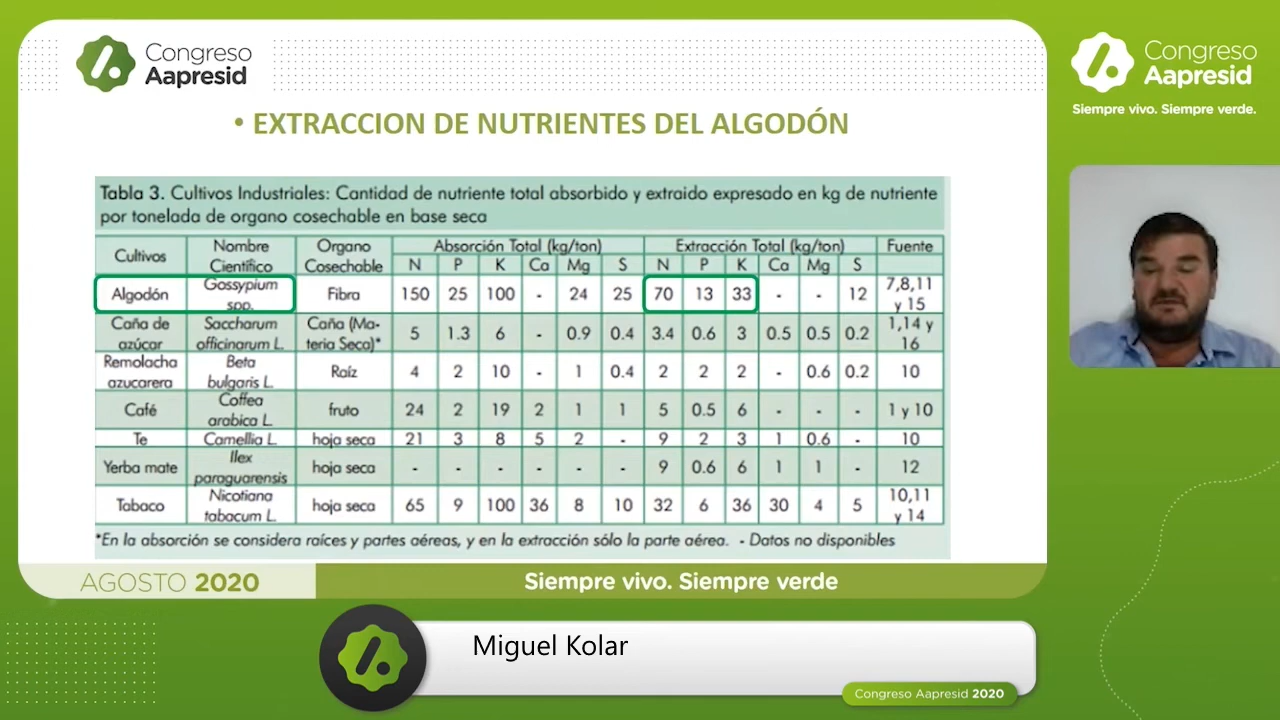 Congreso
Aapresid
• EXTRACCION DE NUTRIENTES DEL ALGODÓN
Tabla 3. Cultivos Industriales: Cantidad de nutriente total absorbido y extraido expresado en kg de nutriente
por tonelada de organo cosechable en base seca
Cultivos Nombre Científico Organo Cosechable Absorción Total (kg/ton) Extracción Total (kg/ton) Fuente
N P K Ca Mg S N P K Ca Mg S
Algodón Gossypium spp. Fibra 150 25 100 - 24 25 70 13 33 - - 12 7,8,11 y 15
Caña de azúcar Saccharum officinarum L. Caña (Materia Seca)* 5 1.3 6 - 0.9 0.4 3.4 0.6 3 0.5 0.5 0.2 1,14 y 16
Remolacha azucarera Beta bulgaris L. Raíz 4 2 10 - 1 0.4 2 2 2 - 0.6 0.2 10
Café Coffea arabica L. fruto 24 2 19 2 1 1 5 0.5 6 - - - 1 y 10
Te Camellia L. hoja seca 21 3 8 5 2 - 9 2 3 1 0.6 - 10
Yerba mate Ilex paraguarensis hoja seca - - - - - - 9 0.6 6 1 1 - 12
Tabaco Nicotiana tabacum L. hoja seca 65 9 100 36 8 10 32 6 36 30 4 5 10,11 y 14
*En la absorción se considera raíces y partes aéreas, y en la extracción sólo la parte aérea. - Datos no disponibles
AGOSTO 2020
Siempre vivo. Siempre verde
Congreso
Aapresid
Siempre vivo. Siempre verde.
Miguel Kolar
Congreso Aapresid 2020